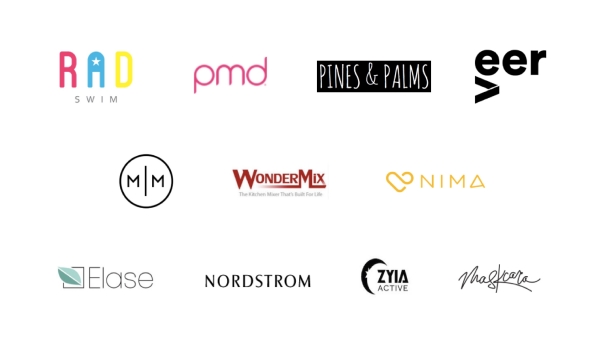 RAD
SWIM
pmd
PINES & PALMS
veer
M|M
WONDERMIX
The Kitchen Mixer That's Built For Life
NIMA
Elase
NORDSTROM
ZYIA
ACTIVE
maskcara